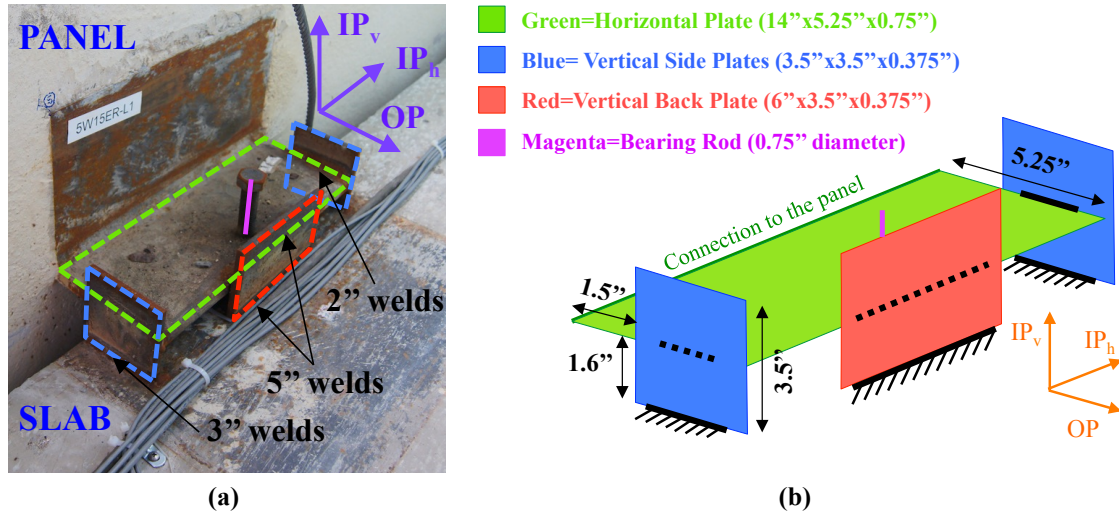 PANEL
IPv
IPh
OP
5W15ER-L1
2” welds
5” welds
3” welds
SLAB
(a)
Green=Horizontal Plate (14”x5.25”x0.75”)
Blue= Vertical Side Plates (3.5”x3.5”x0.375”)
Red=Vertical Back Plate (6”x3.5”x0.375”)
Magenta=Bearing Rod (0.75” diameter)
5.25”
Connection to the panel
1.5”
1.6”
3.5”
IPv
IPh
OP
(b)